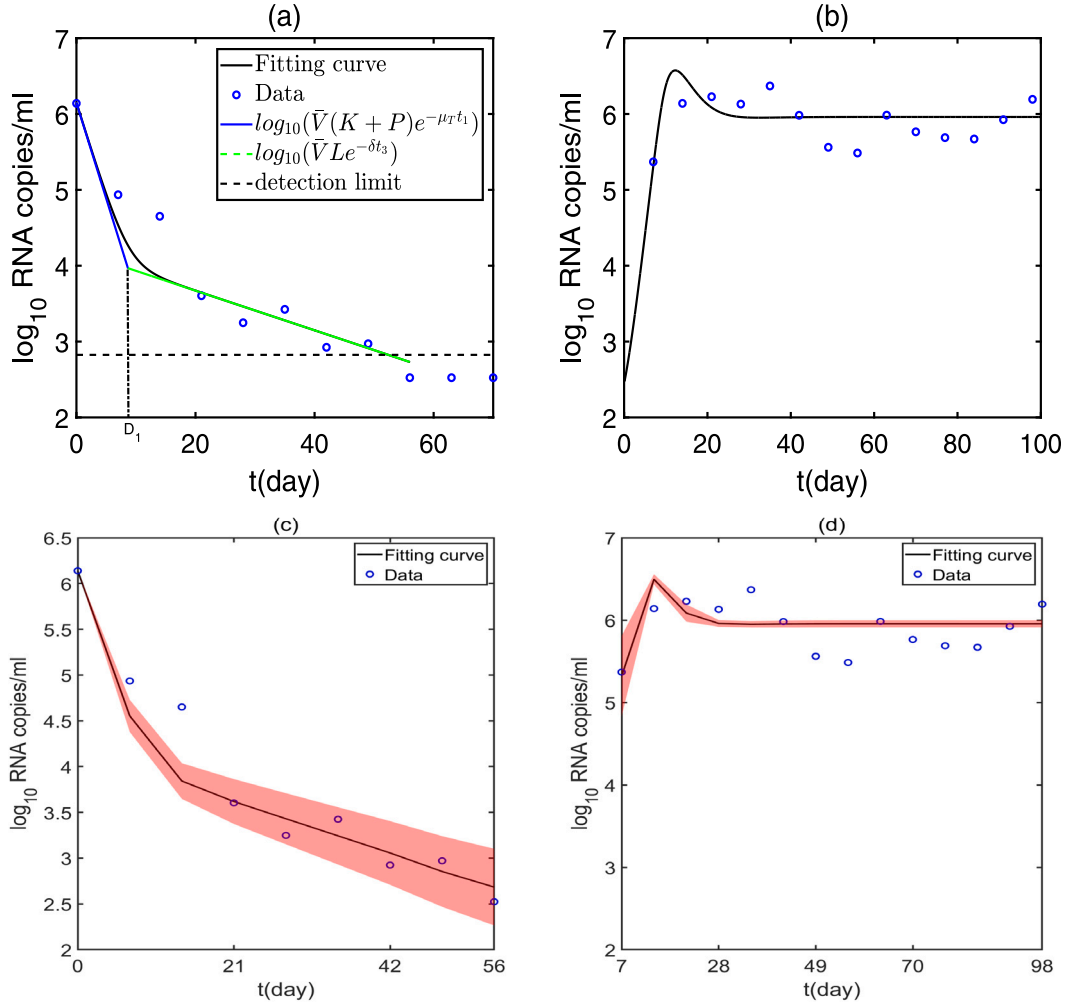 (a)
7
6
5
4
3
2
0
20
40
60
D₁
t(day)
log₁₀ RNA copies/ml
Fitting curve
Data
log₁₀(V̄(K + P)e^{−μ_T t₁})
log₁₀(V̄Le^{−δt₃})
detection limit
(b)
7
6
5
4
3
2
0
20
40
60
80
100
t(day)
log₁₀ RNA copies/ml
(c)
6.5
6
5.5
5
4.5
4
3.5
3
2.5
2
0
21
42
56
t(day)
log₁₀ RNA copies/ml
Fitting curve
Data
(d)
7
6
5
4
3
2
7
28
49
70
98
t(day)
log₁₀ RNA copies/ml
Fitting curve
Data